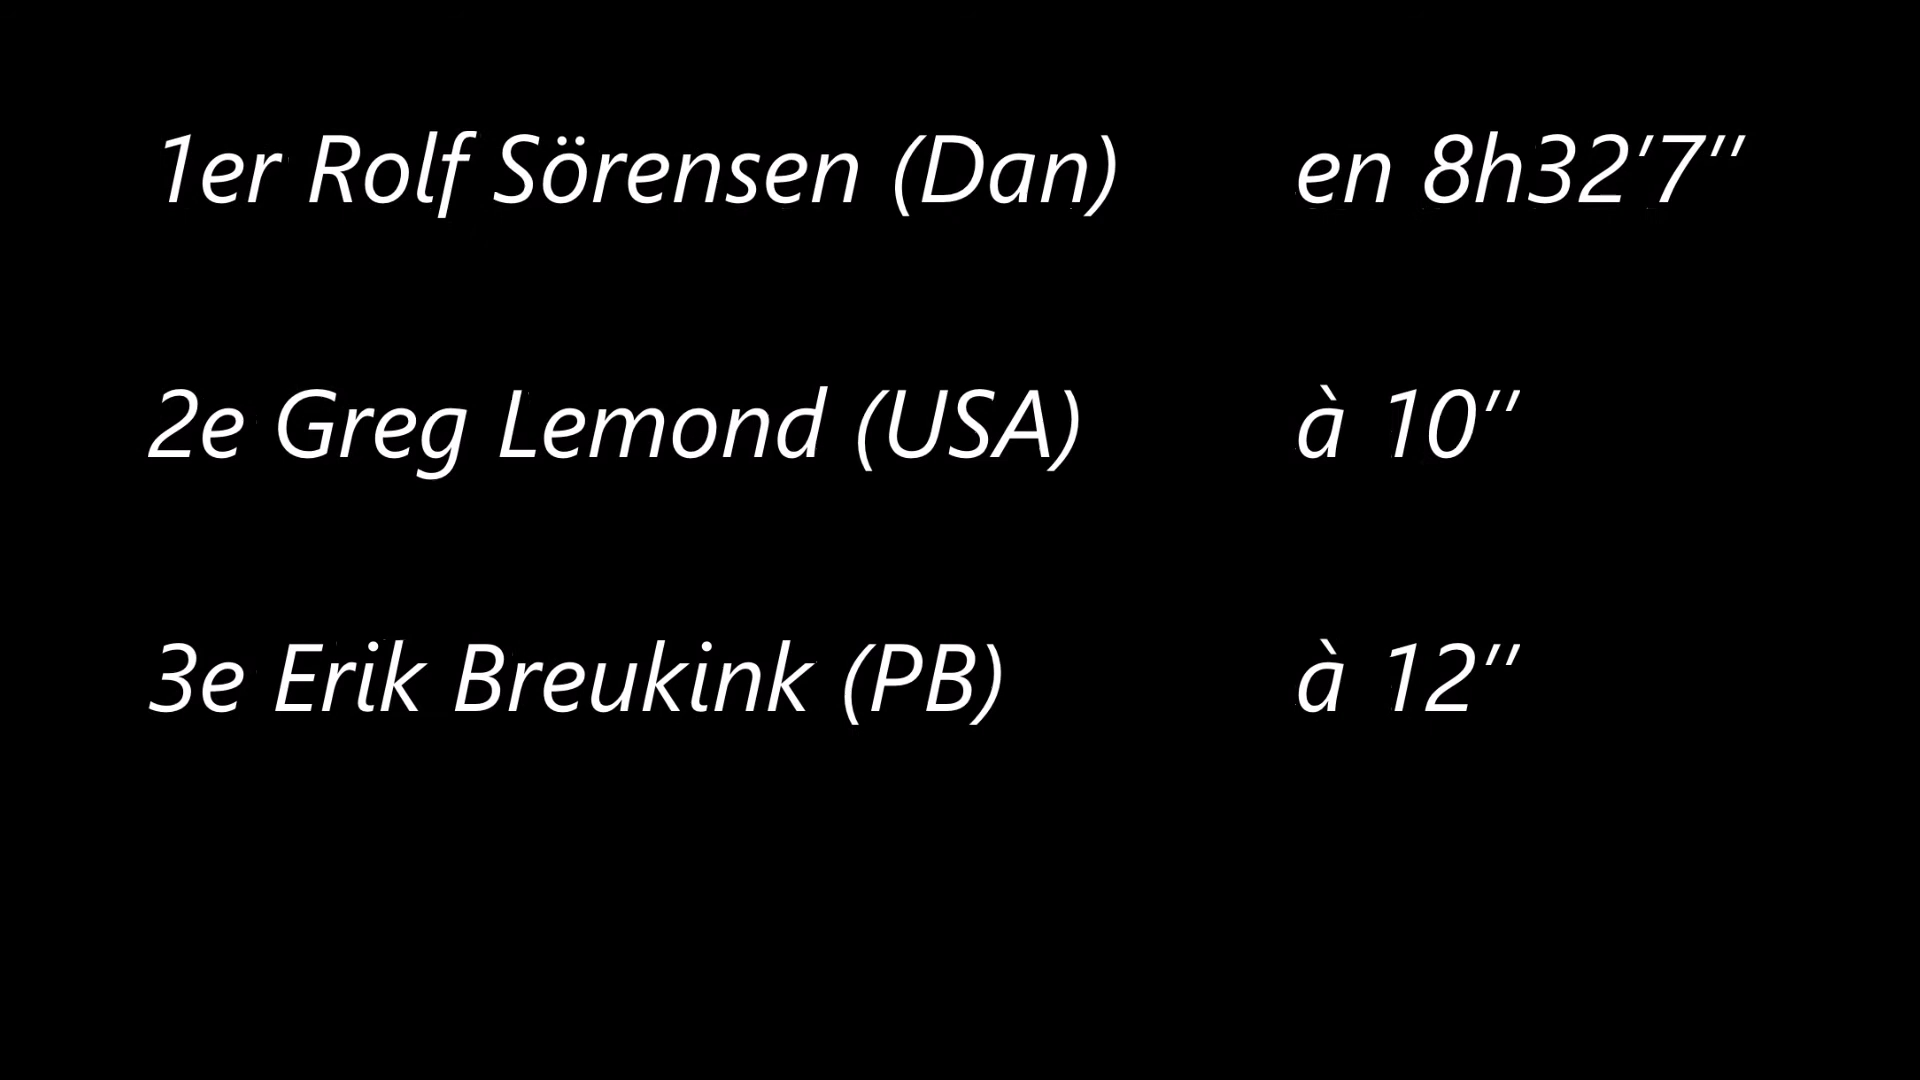 1er Rolf Sörensen (Dan) en 8h32'7''
2e Greg Lemond (USA) à 10''
3e Erik Breukink (PB) à 12''